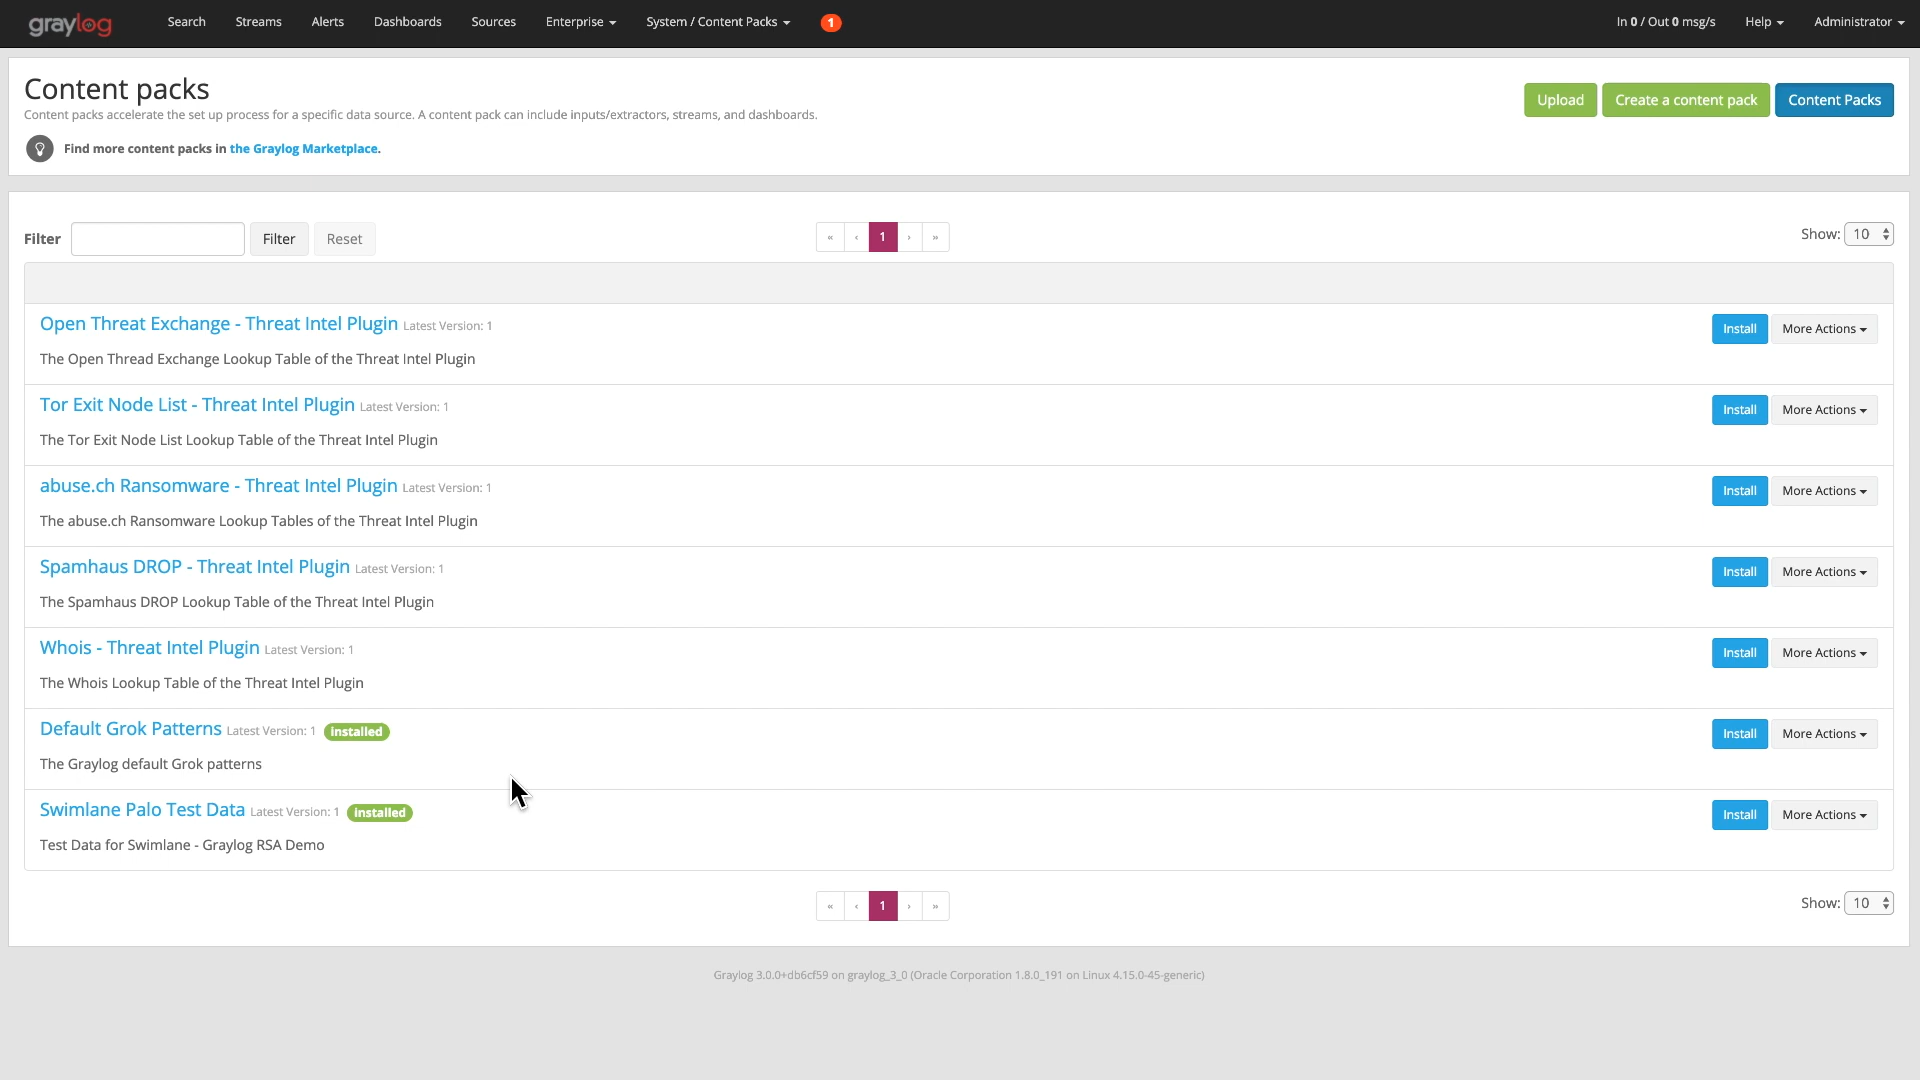 graylog Search Streams Alerts Dashboards Sources Enterprise System / Content Packs 1 In 0 / Out 0 msg/s Help Administrator
Content packs
Content packs accelerate the set up process for a specific data source. A content pack can include inputs/extractors, streams, and dashboards.
Upload Create a content pack Content Packs
Find more content packs in the Graylog Marketplace.
Filter Filter Reset « ‹ 1 › » Show: 10
Open Threat Exchange - Threat Intel Plugin Latest Version: 1 Install More Actions
The Open Thread Exchange Lookup Table of the Threat Intel Plugin
Tor Exit Node List - Threat Intel Plugin Latest Version: 1 Install More Actions
The Tor Exit Node List Lookup Table of the Threat Intel Plugin
abuse.ch Ransomware - Threat Intel Plugin Latest Version: 1 Install More Actions
The abuse.ch Ransomware Lookup Tables of the Threat Intel Plugin
Spamhaus DROP - Threat Intel Plugin Latest Version: 1 Install More Actions
The Spamhaus DROP Lookup Table of the Threat Intel Plugin
Whois - Threat Intel Plugin Latest Version: 1 Install More Actions
The Whois Lookup Table of the Threat Intel Plugin
Default Grok Patterns Latest Version: 1 installed Install More Actions
The Graylog default Grok patterns
Swimlane Palo Test Data Latest Version: 1 installed Install More Actions
Test Data for Swimlane - Graylog RSA Demo
« ‹ 1 › » Show: 10
Graylog 3.0.0+db6cf59 on graylog_3_0 (Oracle Corporation 1.8.0_191 on Linux 4.15.0-45-generic)